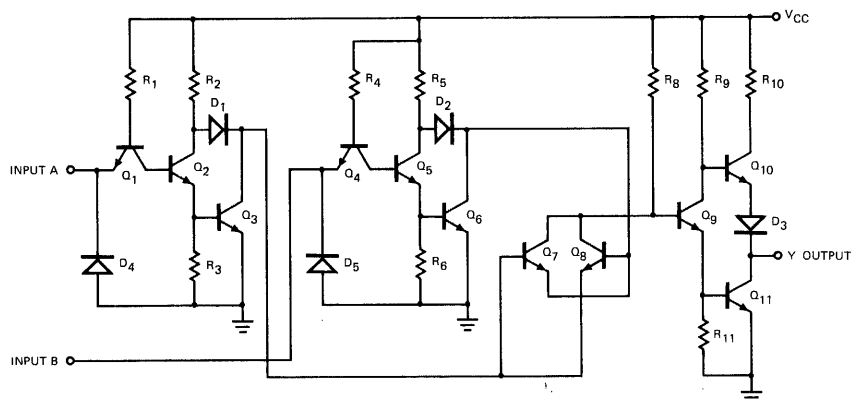 VCC
R1
R2
R4
R5
R8
R9
R10
D1
D2
INPUT A
Q1
Q2
Q4
Q5
Q10
Q3
Q6
Q9
D3
D4
R3
D5
R6
Q7
Q8
Y OUTPUT
Q11
R11
INPUT B